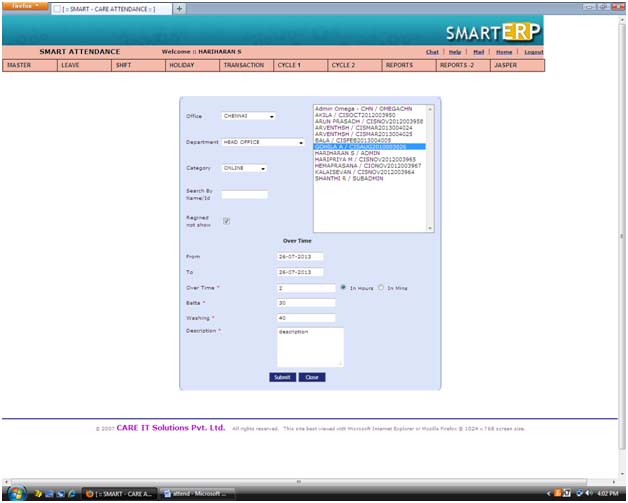 Firefox
[ :: SMART - CARE ATTENDANCE :: ]
+
SMARTERP
SMART ATTENDANCE
Welcome :: HARIHARAN S
Chat | Help | Mail | Home | Logout
MASTER LEAVE SHIFT HOLIDAY TRANSACTION CYCLE 1 CYCLE 2 REPORTS REPORTS -2 JASPER
Office CHENNAI
Department HEAD OFFICE
Category ONLINE
Search By
Name/Id
Regined
not show
Admin Omega - CHN / OMEGACHN
AKILA / CISOCT2012003950
ARUN PRASADH / CISNOV2012003958
ARVENTHSH / CISMAR2013004024
ARVENTHSH / CISMAR2013004025
BALA / CISFEB2013004005
GOMILA A / CISAUG2010003026
HARIHARAN S / ADMIN
HARIPRIYA M / CISNOV2012003965
HEMAPRASANA / CIONOV2012003967
KALAISEVAN / CISNOV2012003964
SHANTHI R / SUBADMIN
Over Time
From 26-07-2013
To 26-07-2013
Over Time * 2 In Hours In Mins
Batta * 30
Washing * 40
Description * description
Submit Close
© 2007 CARE IT Solutions Pvt. Ltd. All rights reserved. This site best viewed with Microsoft Internet Explorer or Mozilla Firefox @ 1024 x 768 screen size.
[ :: SMART - CARE A... attend - Microsoft ... 4:02 PM